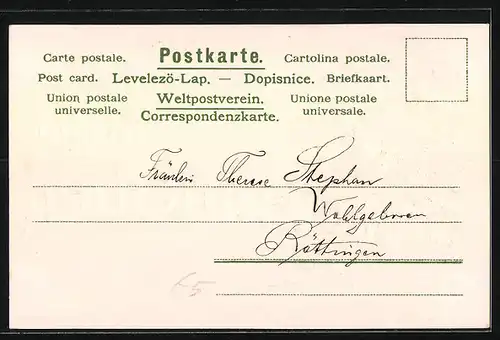 Carte postale. Postkarte. Cartolina postale.
Post card. Levelezö-Lap. — Dopisnice. Briefkaart.
Union postale Weltpostverein. Unione postale
universelle. Correspondenzkarte. universale.
Fräulein Therese Stephan
Wohlgeboren
Röttingen